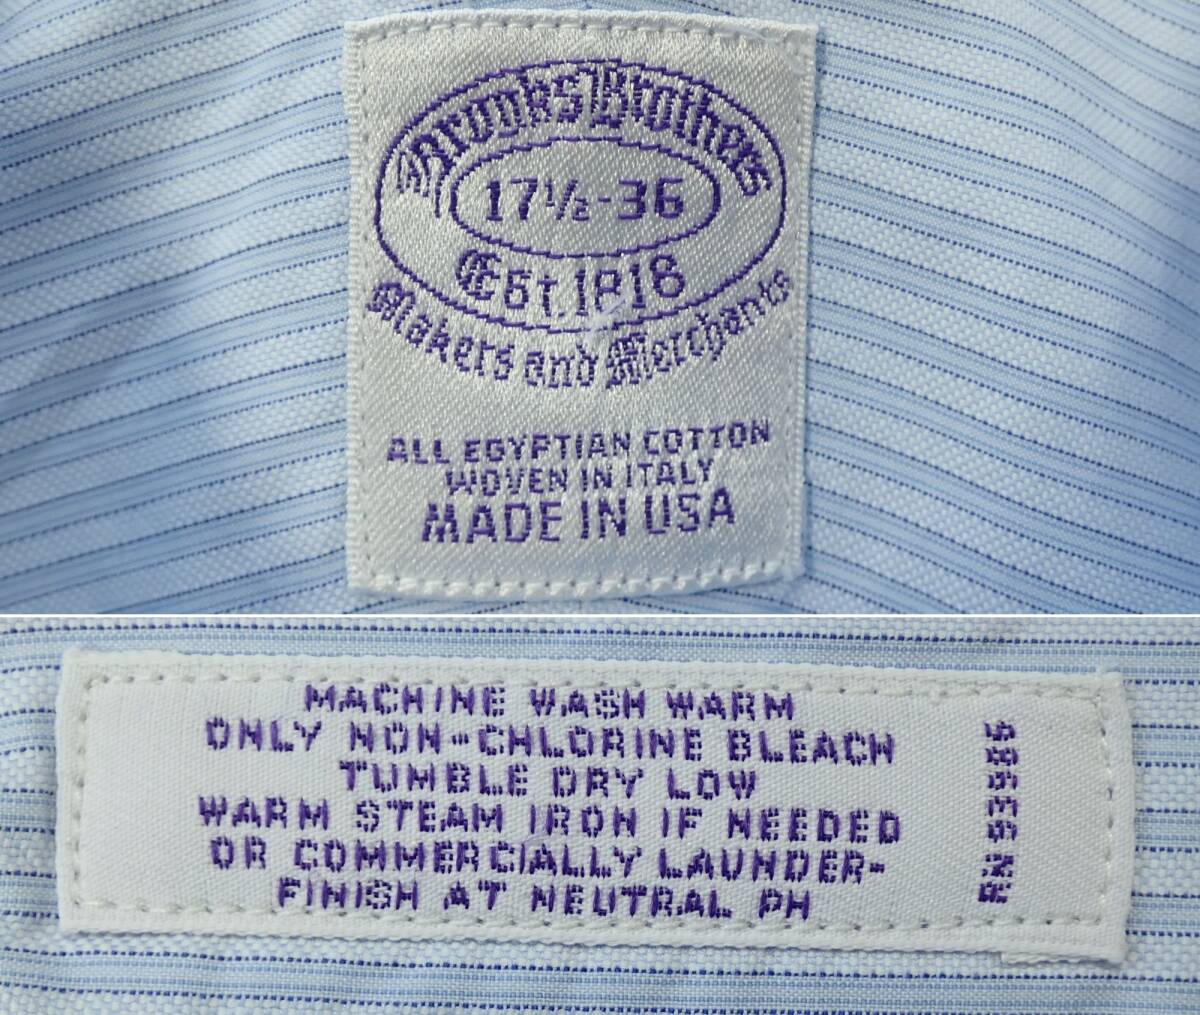 Brooks Brothers
17½-36
Est. 1818
Makers and Merchants
ALL EGYPTIAN COTTON
WOVEN IN ITALY
MADE IN USA
MACHINE WASH WARM
ONLY NON-CHLORINE BLEACH
TUMBLE DRY LOW
WARM STEAM IRON IF NEEDED
OR COMMERCIALLY LAUNDER-
FINISH AT NEUTRAL PH
RN 93985